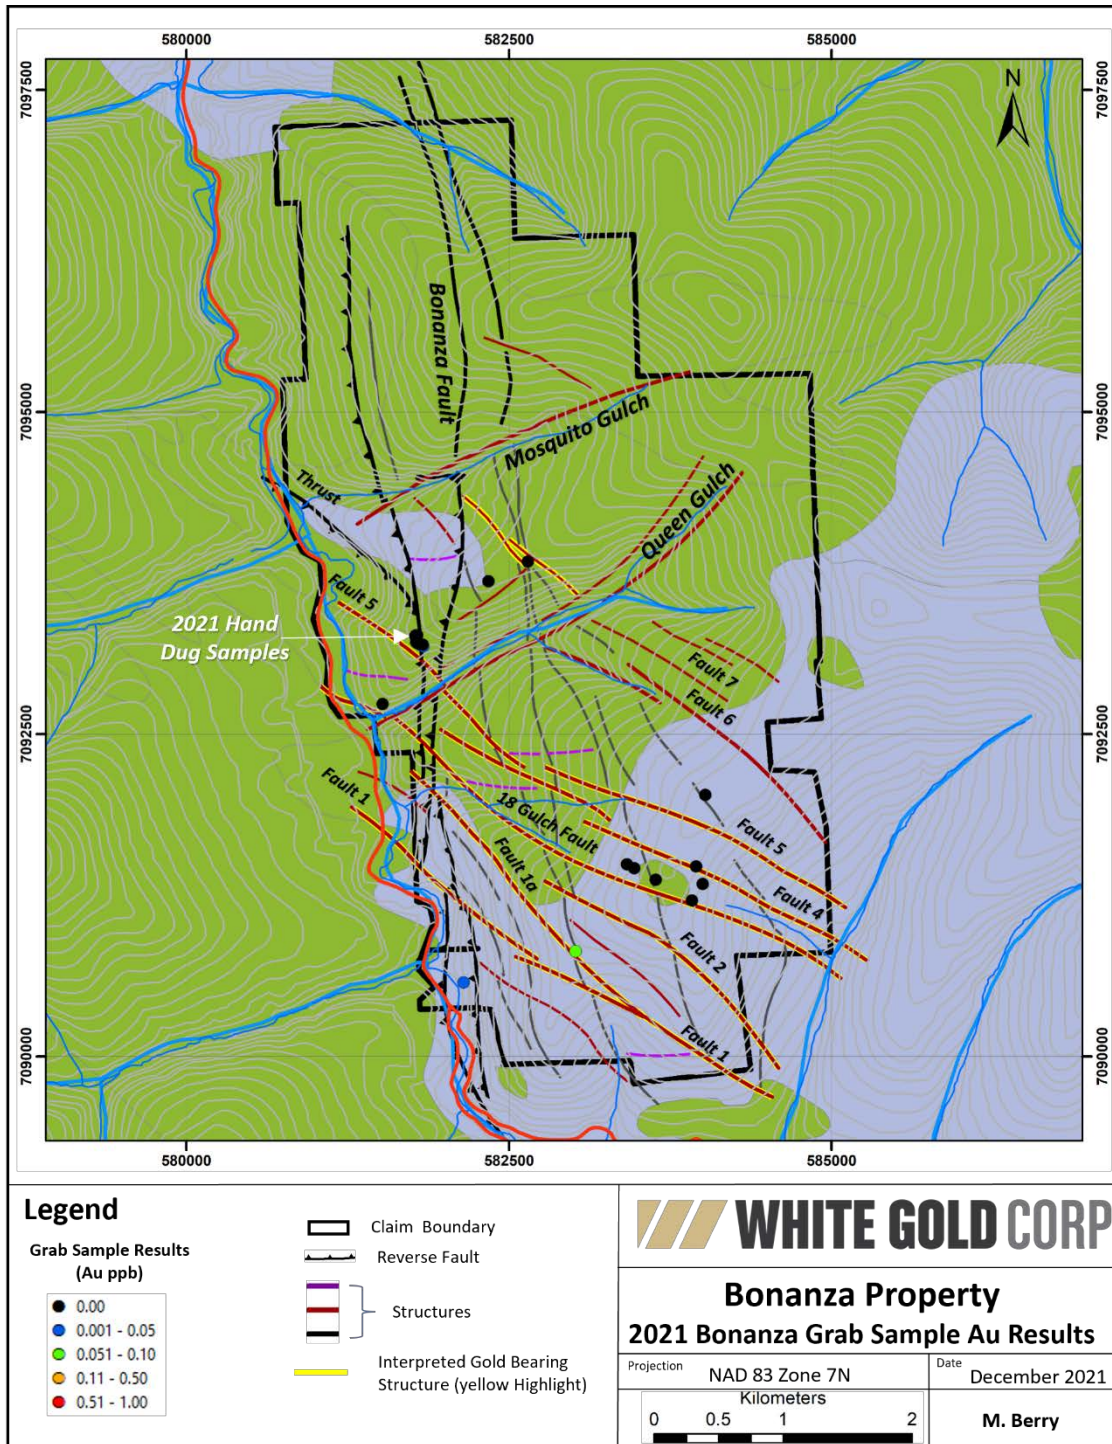 580000
582500
585000
7097500
7097500
N
Bonanza Fault
7095000
7095000
Mosquito Gulch
Thrust
Queen Gulch
Fault 5
2021 Hand
Dug Samples
Fault 7
Fault 6
7092500
7092500
Fault 1
18 Gulch Fault
Fault 5
Fault 1a
Fault 4
Fault 2
Fault 1
7090000
7090000
580000
582500
585000
Legend
Grab Sample Results
(Au ppb)
0.00
0.001 - 0.05
0.051 - 0.10
0.11 - 0.50
0.51 - 1.00
Claim Boundary
Reverse Fault
Structures
Interpreted Gold Bearing
Structure (yellow Highlight)
WHITE GOLD CORP
Bonanza Property
2021 Bonanza Grab Sample Au Results
Projection
NAD 83 Zone 7N
Date
December 2021
Kilometers
0 0.5 1 2
M. Berry